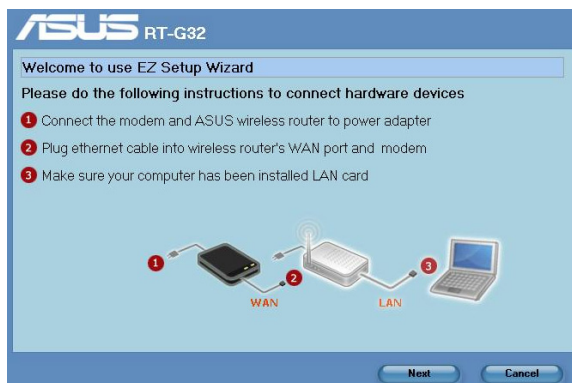 ASUS RT-G32
Welcome to use EZ Setup Wizard
Please do the following instructions to connect hardware devices
1 Connect the modem and ASUS wireless router to power adapter
2 Plug ethernet cable into wireless router's WAN port and modem
3 Make sure your computer has been installed LAN card
1
2
3
WAN
LAN
Next
Cancel